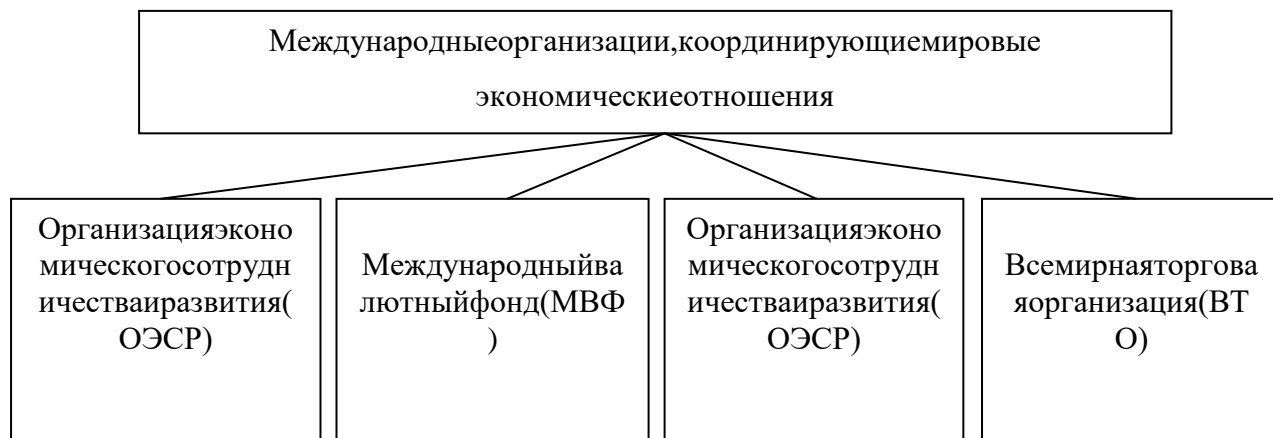 Международныеорганизации,координирующиемировые
экономическиеотношения
Организацияэконо
мическогосотрудн
ичестваиразвития(
ОЭСР)
Международныйва
лютныйфонд(МВФ
)
Организацияэконо
мическогосотрудн
ичестваиразвития(
ОЭСР)
Всемирнаяторгова
яорганизация(ВТ
О)